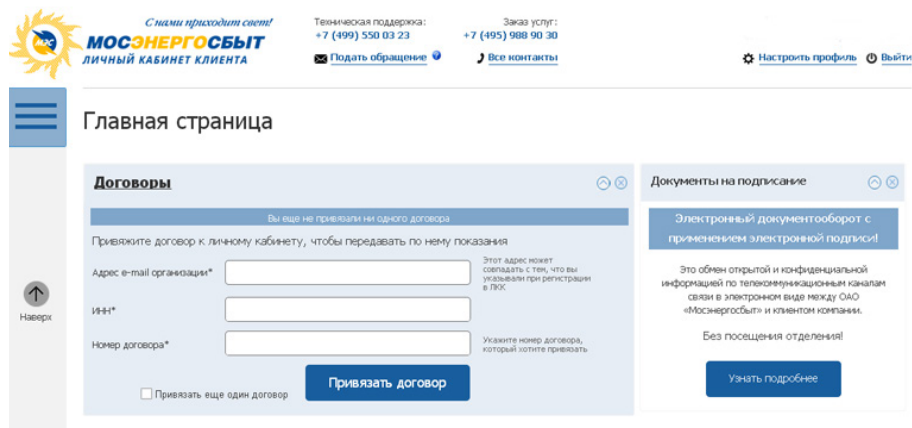 С нами приходит свет!
МЭС
МОСЭНЕРГОСБЫТ
ЛИЧНЫЙ КАБИНЕТ КЛИЕНТА
Техническая поддержка:
+7 (499) 550 03 23
Подать обращение ?
Заказ услуг:
+7 (495) 988 90 30
Все контакты
Настроить профиль
Выйти
Главная страница
Договоры
Вы еще не привязали ни одного договора
Привяжите договор к личному кабинету, чтобы передавать по нему показания
Адрес e-mail организации*
Этот адрес может
совпадать с тем, что вы
указывали при регистрации
в ЛКК
ИНН*
Номер договора*
Укажите номер договора,
который хотите привязать
Привязать еще один договор
Привязать договор
Наверх
Документы на подписание
Электронный документооборот с
применением электронной подписи!
Это обмен открытой и конфиденциальной
информацией по телекоммуникационным каналам
связи в электронном виде между ОАО
«Мосэнергосбыт» и клиентом компании.
Без посещения отделения!
Узнать подробнее